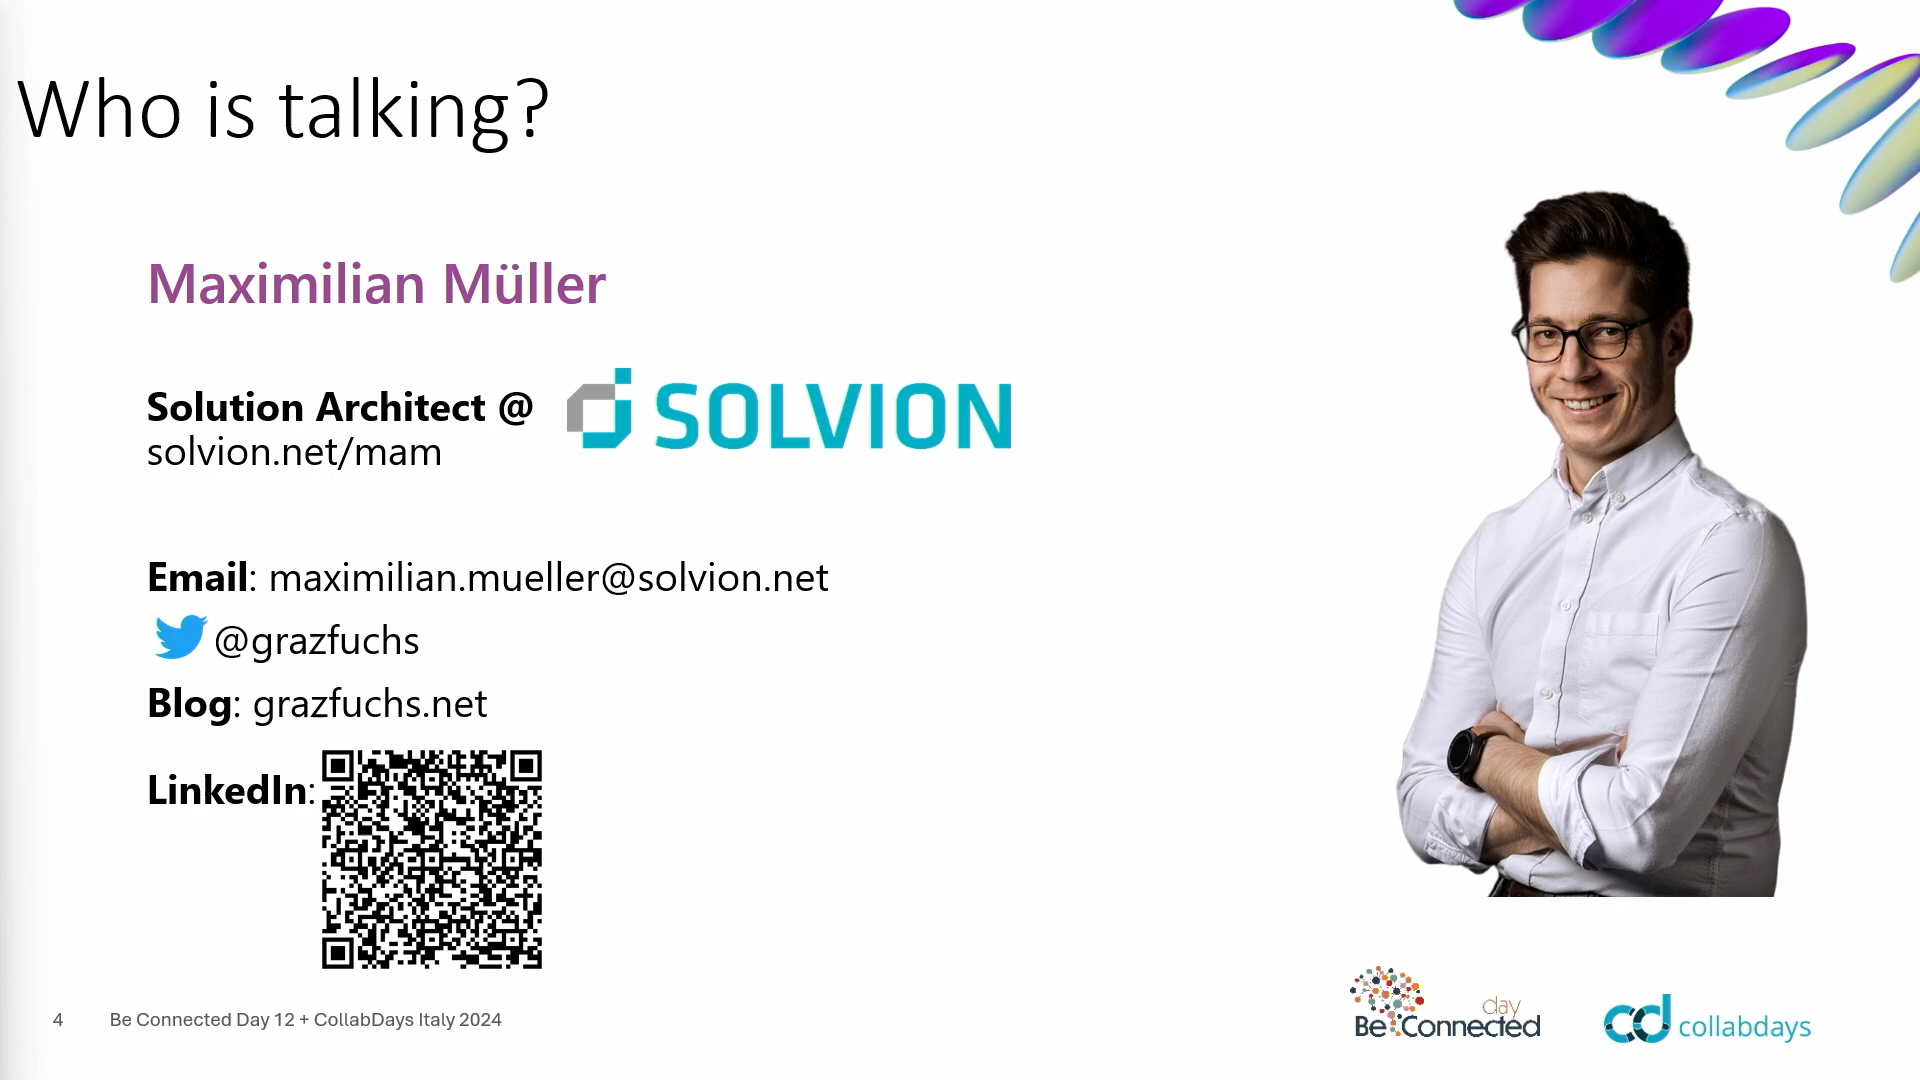 Who is talking?
Maximilian Müller
Solution Architect @
SOLVION
solvion.net/mam
Email: maximilian.mueller@solvion.net
@grazfuchs
Blog: grazfuchs.net
LinkedIn:
4
Be Connected Day 12 + CollabDays Italy 2024
day
Be Connected
cd collabdays